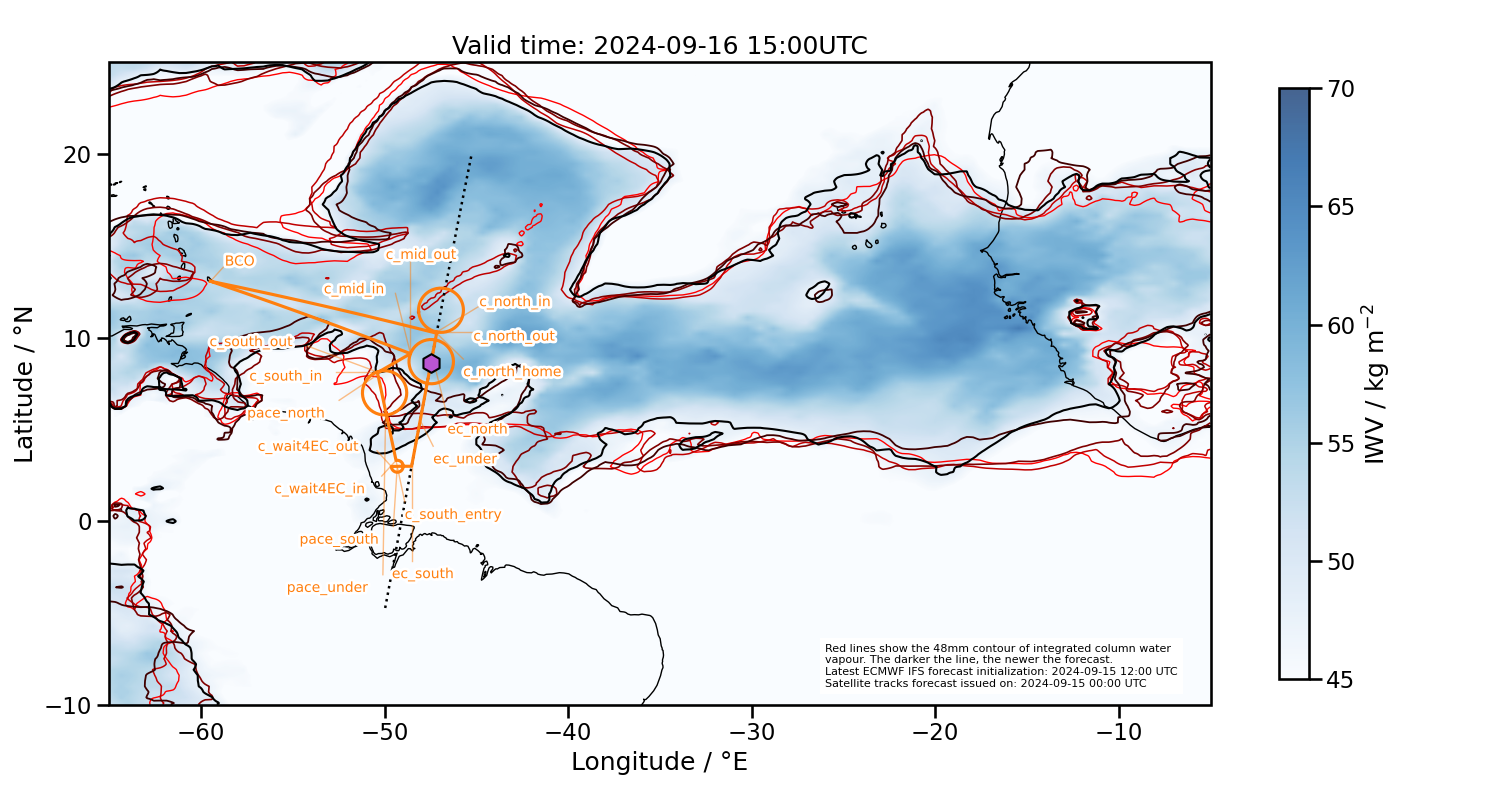 Valid time: 2024-09-16 15:00UTC
BCO
c_mid_out
c_mid_in
c_north_in
c_north_out
c_south_out
c_north_home
c_south_in
pace_north
ec_north
c_wait4EC_out
ec_under
c_wait4EC_in
c_south_entry
pace_south
ec_south
pace_under
Red lines show the 48mm contour of integrated column water
vapour. The darker the line, the newer the forecast.
Latest ECMWF IFS forecast initialization: 2024-09-15 12:00 UTC
Satellite tracks forecast issued on: 2024-09-15 00:00 UTC
20
10
0
−10
Latitude / °N
−60
−50
−40
−30
−20
−10
Longitude / °E
70
65
60
55
50
45
IWV / kg m⁻²